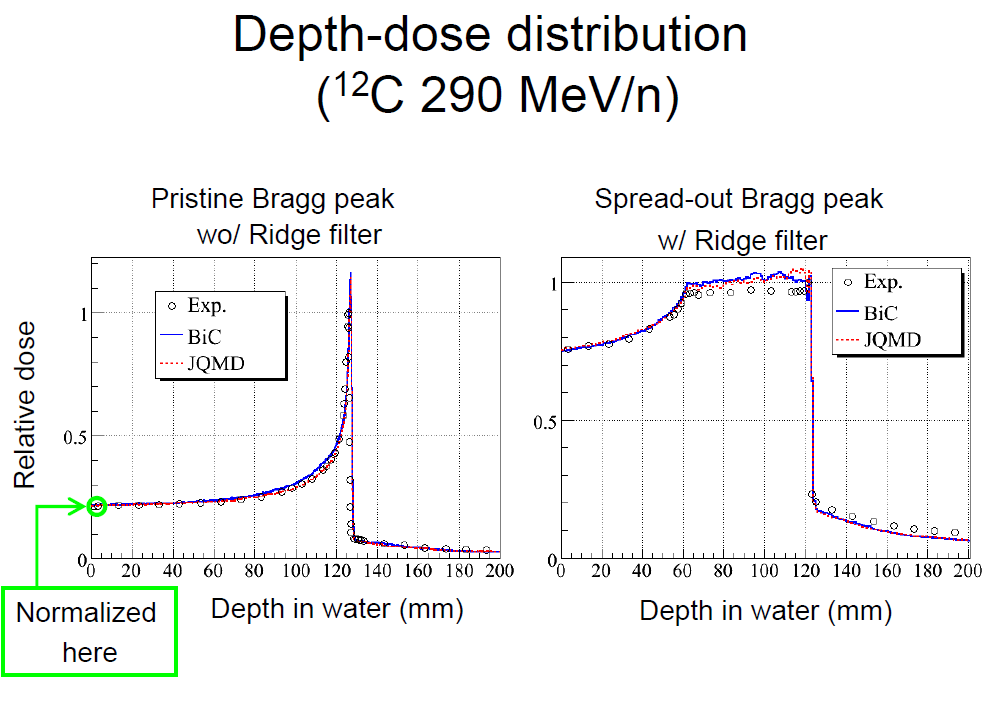 Depth-dose distribution
(¹²C 290 MeV/n)
Pristine Bragg peak
wo/ Ridge filter
Relative dose
1
0.5
0
Exp.
BiC
JQMD
0 20 40 60 80 100 120 140 160 180 200
Depth in water (mm)
Normalized
here
Spread-out Bragg peak
w/ Ridge filter
1
0.5
0
Exp.
BiC
JQMD
0 20 40 60 80 100 120 140 160 180 200
Depth in water (mm)